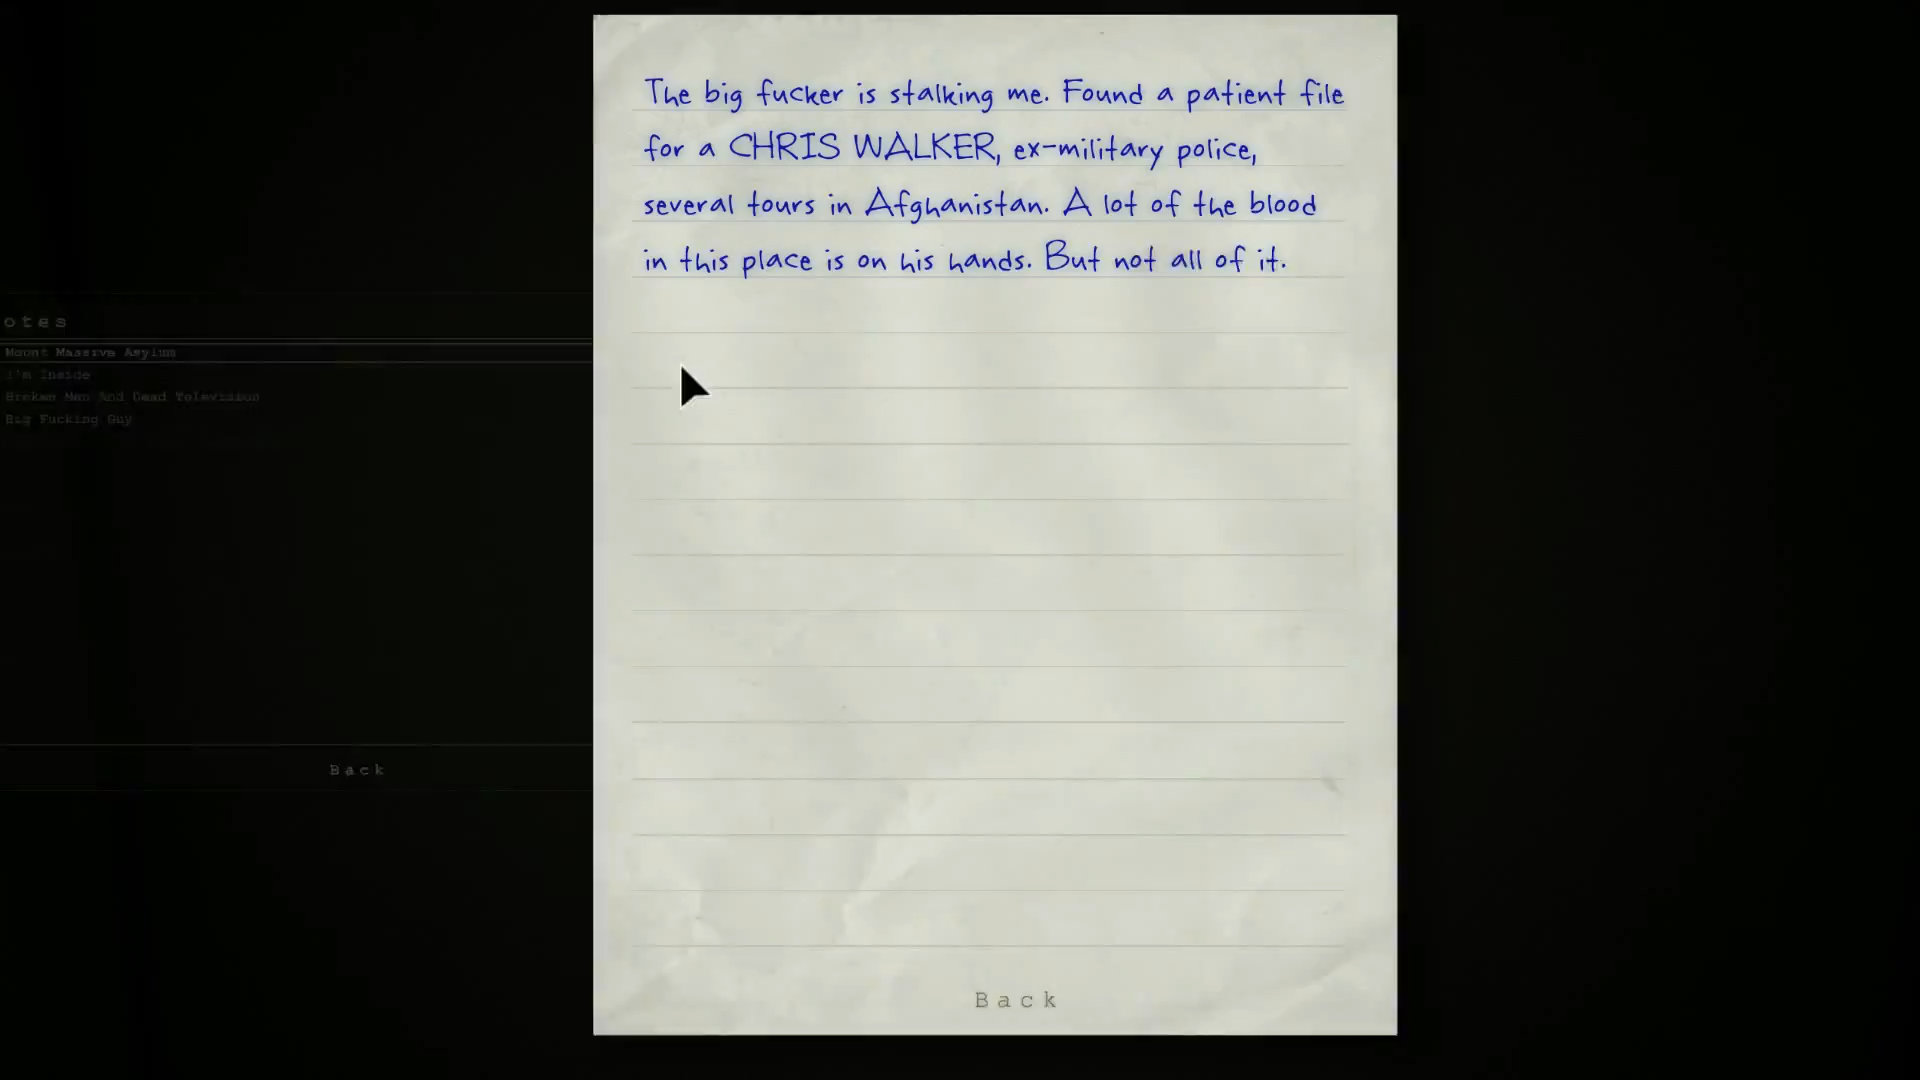 The big fucker is stalking me. Found a patient file
for a CHRIS WALKER, ex-military police,
several tours in Afghanistan. A lot of the blood
in this place is on his hands. But not all of it.
otes
Mount Massive Asylum
I'm Inside
Broken Men And Dead Television
Big Fucking Guy
Back
Back